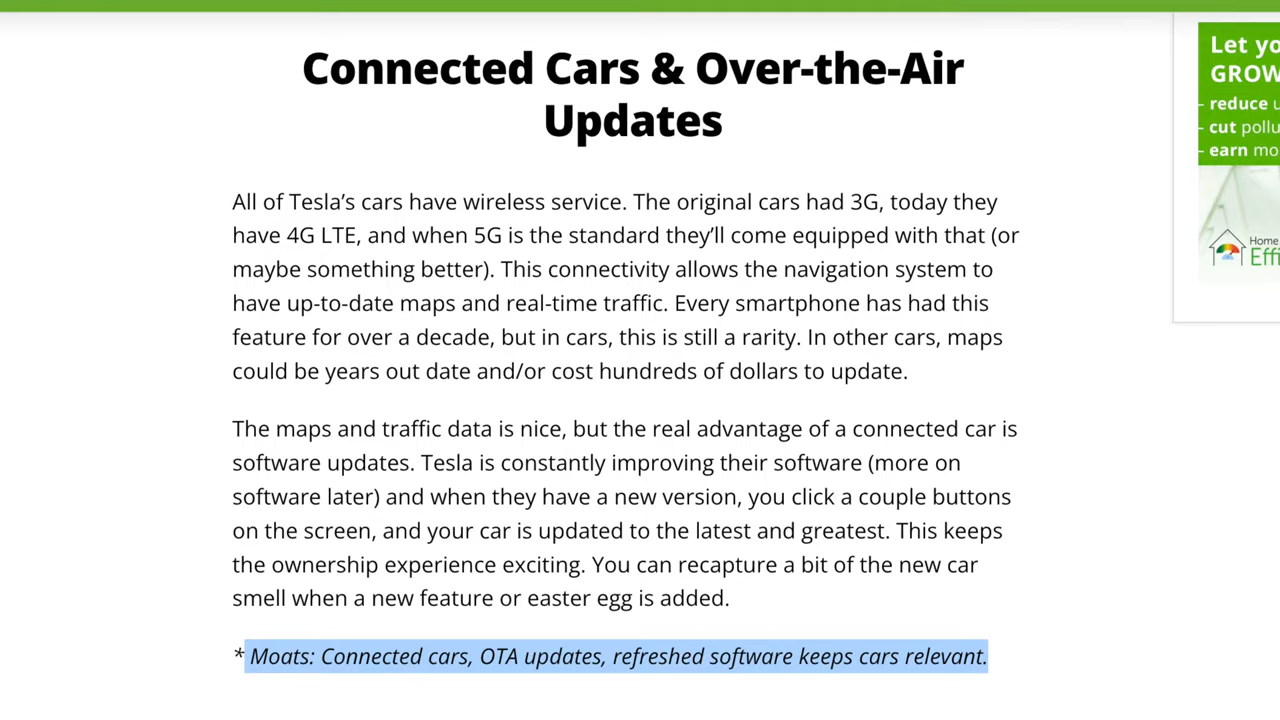 Connected Cars & Over-the-Air
Updates
All of Tesla’s cars have wireless service. The original cars had 3G, today they
have 4G LTE, and when 5G is the standard they’ll come equipped with that (or
maybe something better). This connectivity allows the navigation system to
have up-to-date maps and real-time traffic. Every smartphone has had this
feature for over a decade, but in cars, this is still a rarity. In other cars, maps
could be years out date and/or cost hundreds of dollars to update.
The maps and traffic data is nice, but the real advantage of a connected car is
software updates. Tesla is constantly improving their software (more on
software later) and when they have a new version, you click a couple buttons
on the screen, and your car is updated to the latest and greatest. This keeps
the ownership experience exciting. You can recapture a bit of the new car
smell when a new feature or easter egg is added.
* Moats: Connected cars, OTA updates, refreshed software keeps cars relevant.
Let yo
GROW
- reduce u
- cut pollu
- earn mo
Home
Effi